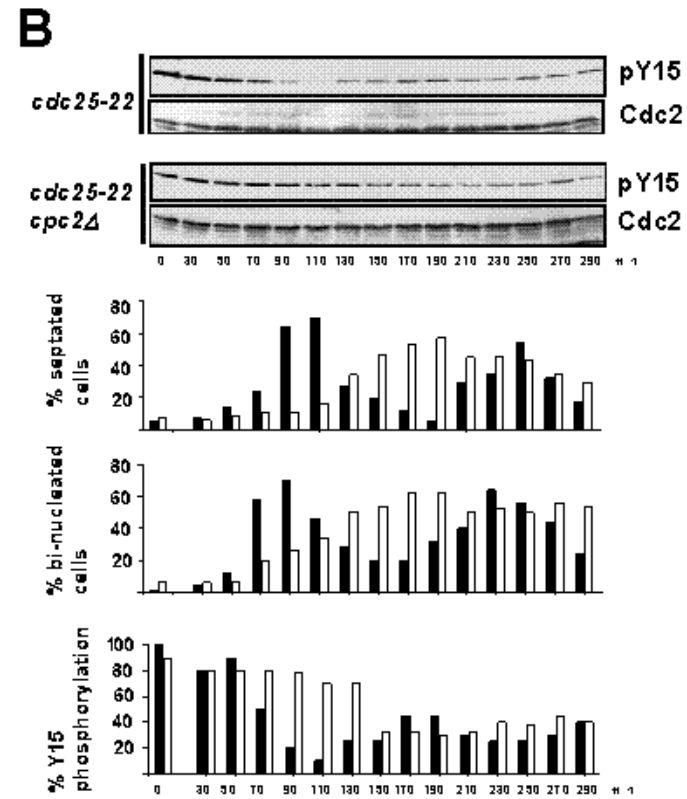 B
cdc25-22
pY15
Cdc2
cdc25-22
cpc2Δ
pY15
Cdc2
0 30 50 70 90 110 130 150 170 190 210 230 250 270 290
% septated
cells
80
60
40
20
% bi-nucleated
cells
80
60
40
20
% Y15
phosphorylation
100
80
60
40
20
0 30 50 70 90 110 130 150 170 190 210 230 250 270 290